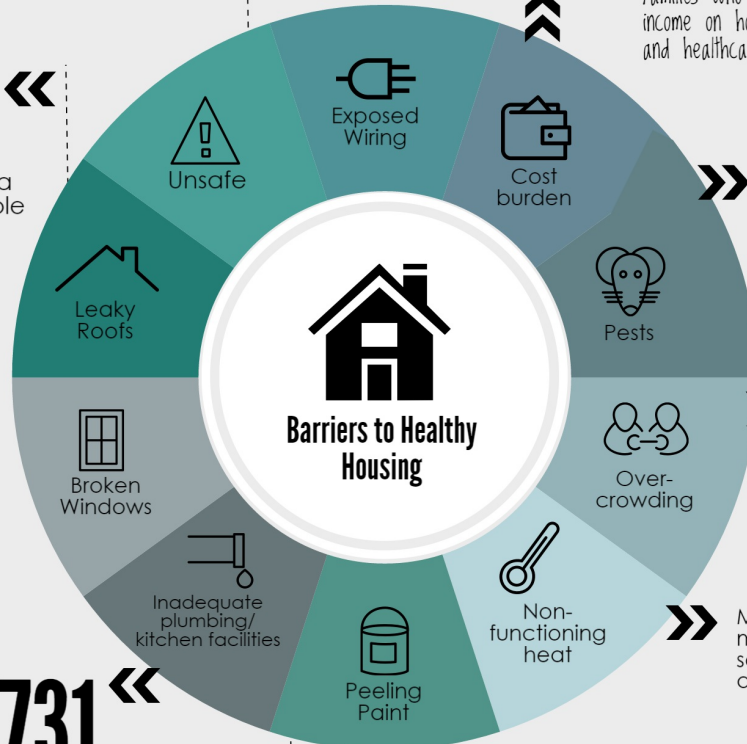 income on
and
Exposed
Wiring
Cost
burden
Unsafe
a
Leaky
Roofs
Pests
Barriers to Healthy
Housing
Broken
Windows
Over-
crowding
Inadequate
plumbing/
kitchen facilities
Non-
functioning
heat
Peeling
Paint
731